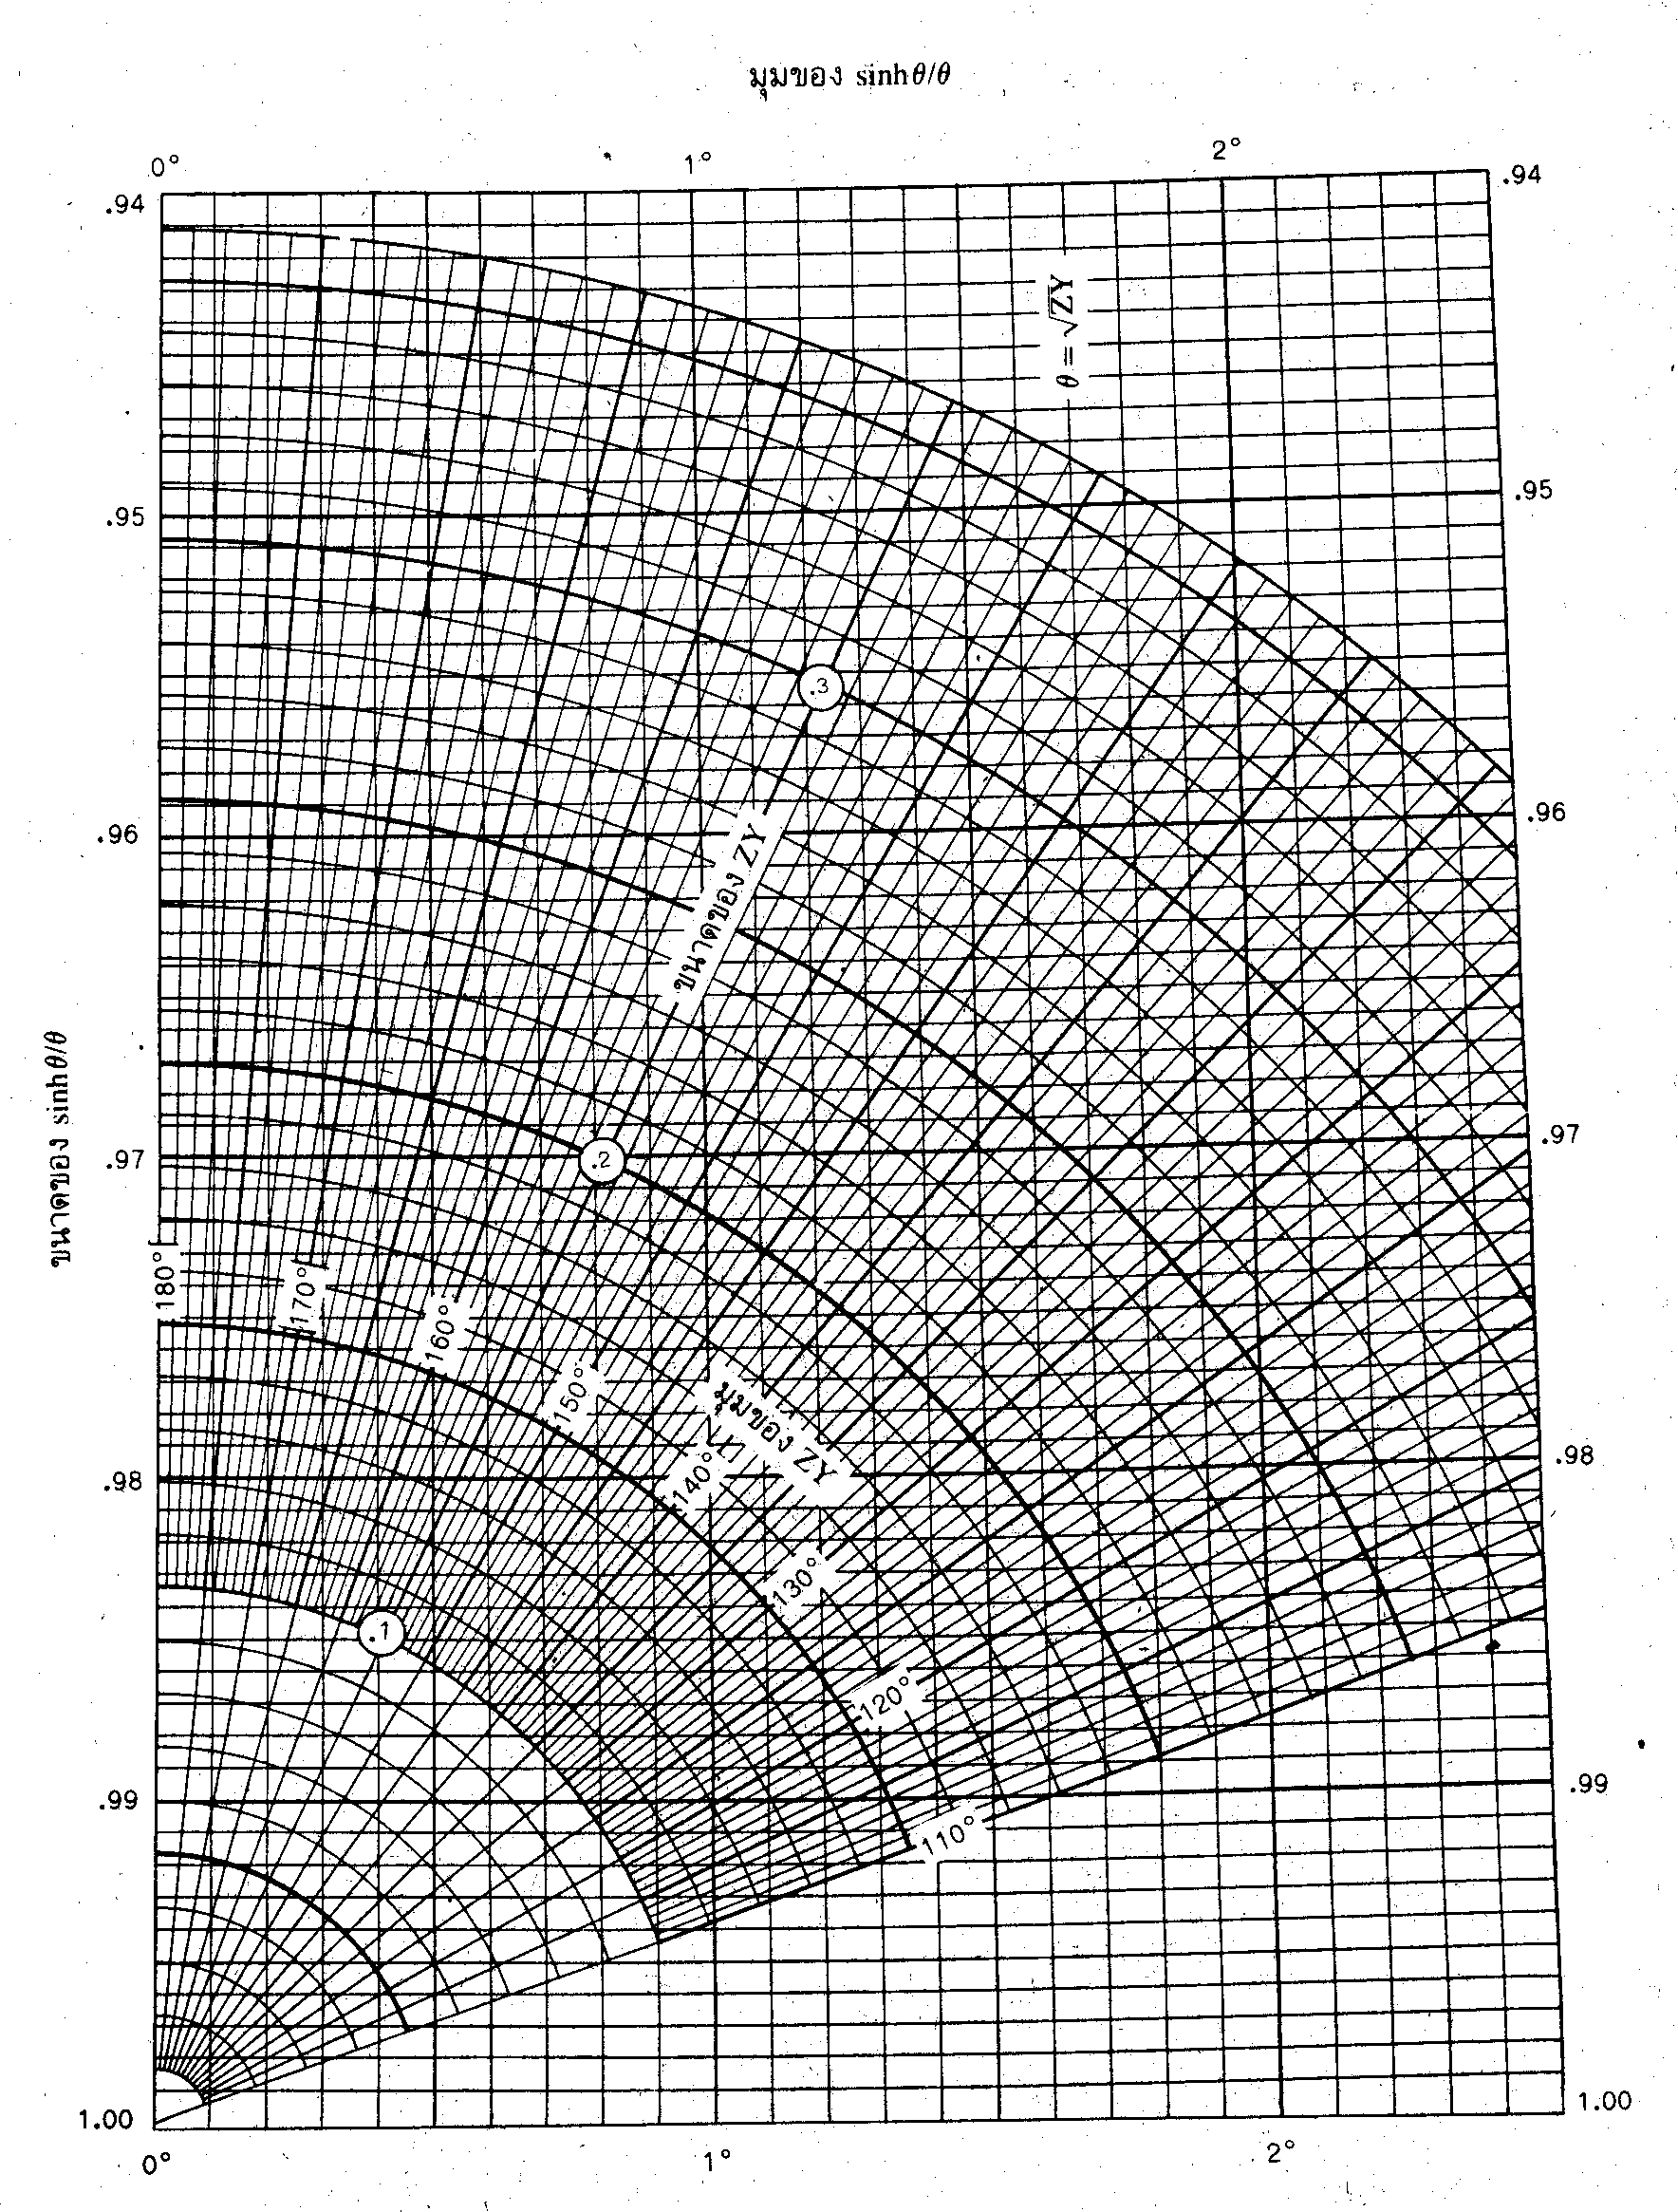 มุมของ sinhθ/θ
0° 1° 2°
.94 .94
θ = √ZY
.95 .95
.3
.96 .96
ขนาดของ ZY
ขนาดของ sinhθ/θ
.97 .2 .97
180° 170° 160° 150° 140° 130° 120° 110°
มุมของ ZY
.98 .98
.1
.99 .99
1.00 1.00
0° 1° 2°